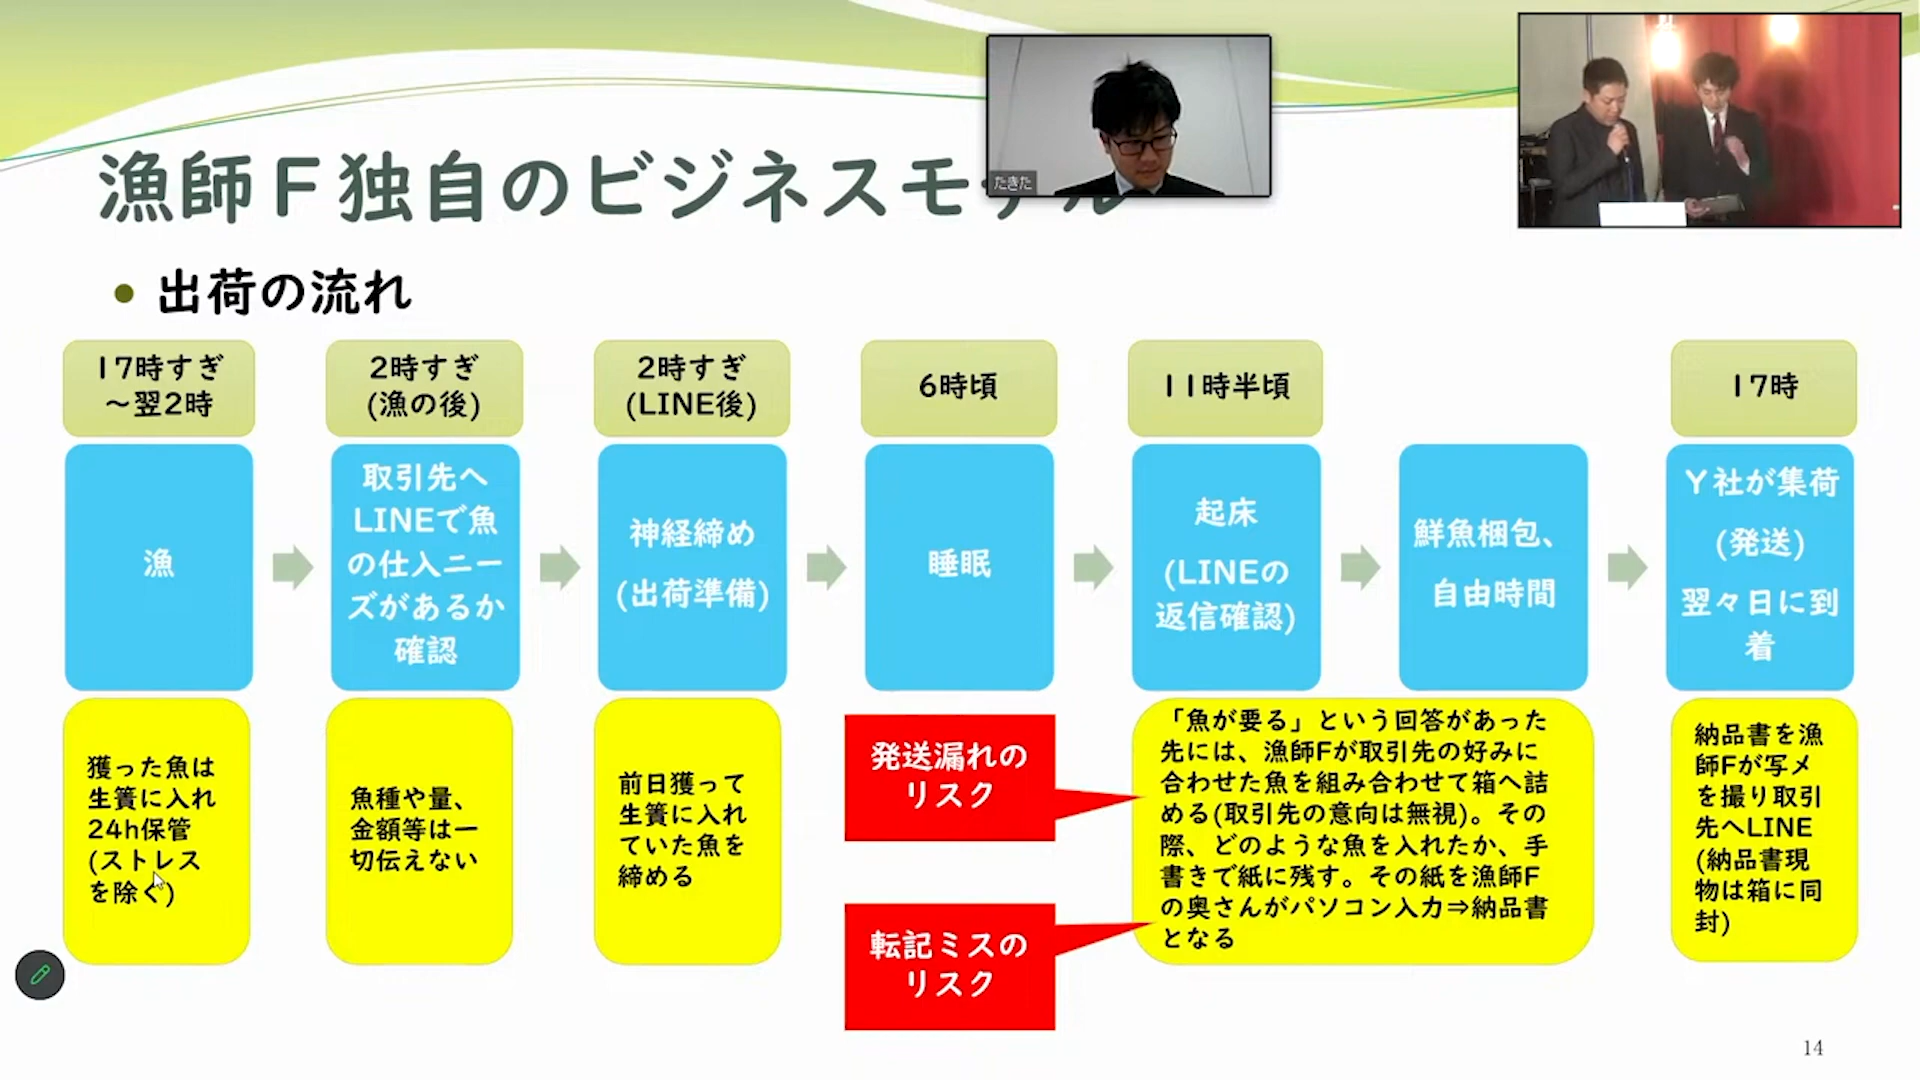 漁師F独自のビジネスモデル
たきた
• 出荷の流れ
17時すぎ
～翌2時
2時すぎ
(漁の後)
2時すぎ
(LINE後)
6時頃
11時半頃
17時
漁
取引先へ
LINEで魚
の仕入ニー
ズがあるか
確認
神経締め
(出荷準備)
睡眠
起床
(LINEの
返信確認)
鮮魚梱包、
自由時間
Y社が集荷
(発送)
翌々日に到
着
獲った魚は
生簀に入れ
24h保管
(ストレス
を除く)
魚種や量、
金額等は一
切伝えない
前日獲って
生簀に入れ
ていた魚を
締める
発送漏れの
リスク
転記ミスの
リスク
「魚が要る」という回答があった
先には、漁師Fが取引先の好みに
合わせた魚を組み合わせて箱へ詰
める(取引先の意向は無視)。その
際、どのような魚を入れたか、手
書きで紙に残す。その紙を漁師F
の奥さんがパソコン入力⇒納品書
となる
納品書を漁
師Fが写メ
を撮り取引
先へLINE
(納品書現
物は箱に同
封)
14